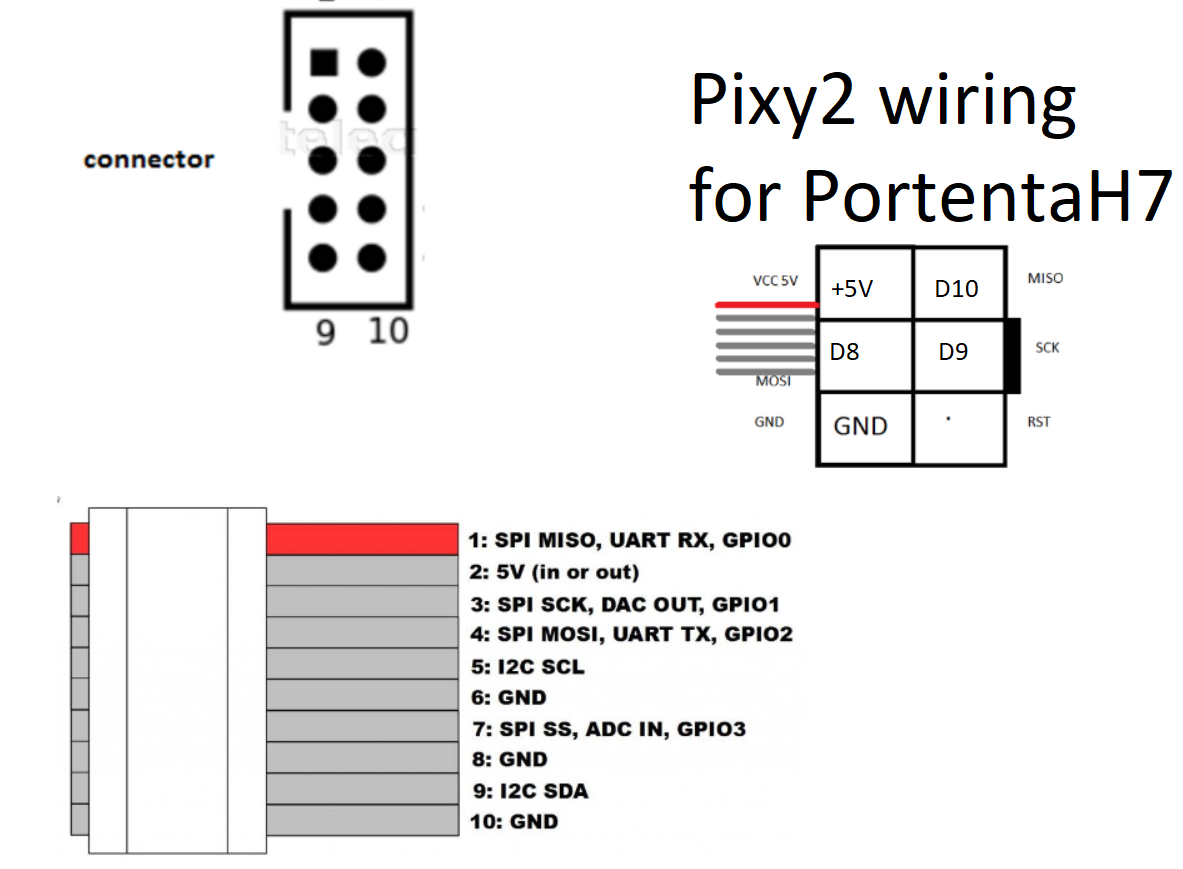 Pixy2 wiring
for PortentaH7
connector
9 10
VCC 5V
+5V
D10
MISO
D8
D9
SCK
MOSI
GND
GND
RST
1: SPI MISO, UART RX, GPIO0
2: 5V (in or out)
3: SPI SCK, DAC OUT, GPIO1
4: SPI MOSI, UART TX, GPIO2
5: I2C SCL
6: GND
7: SPI SS, ADC IN, GPIO3
8: GND
9: I2C SDA
10: GND